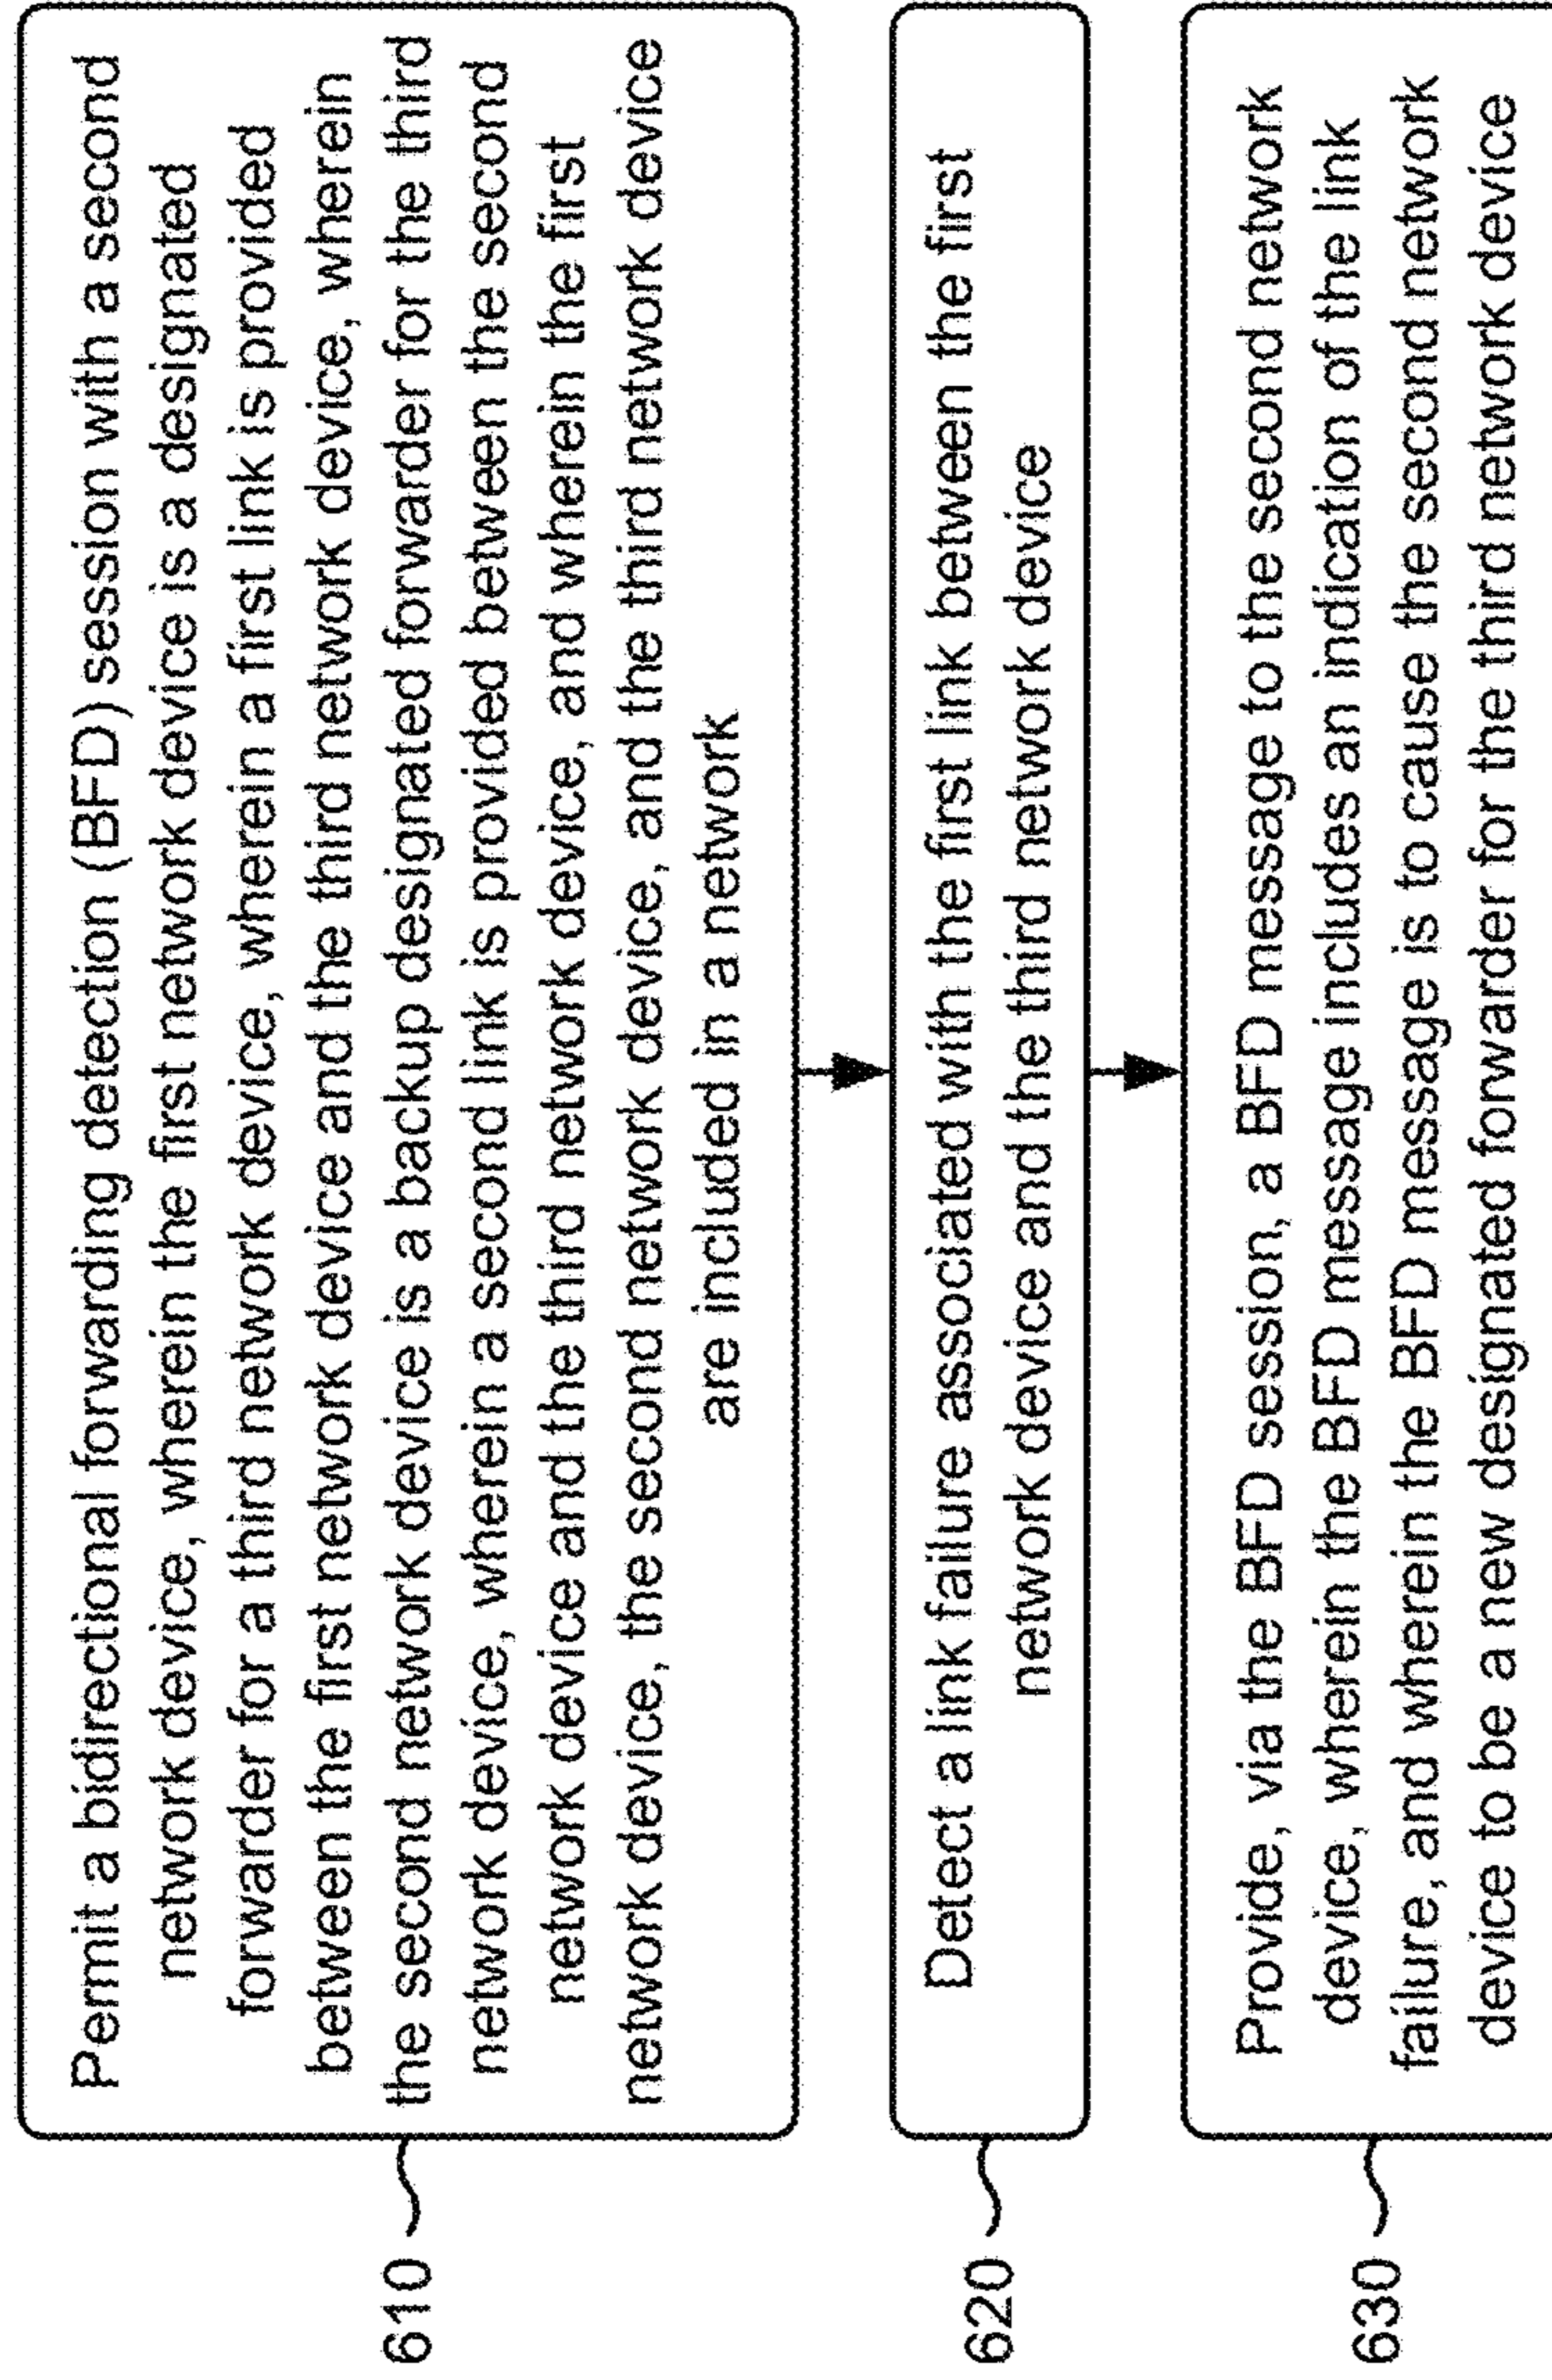 610
Permit a bidirectional forwarding detection (BFD) session with a second
network device, wherein the first network device is a designated
forwarder for a third network device, wherein a first link is provided
between the first network device and the third network device, wherein
the second network device is a backup designated forwarder for the third
network device, wherein a second link is provided between the second
network device and the third network device, and wherein the first
network device, the second network device, and the third network device
are included in a network
620
Detect a link failure associated with the first link between the first
network device and the third network device
630
Provide, via the BFD session, a BFD message to the second network
device, wherein the BFD message includes an indication of the link
failure, and wherein the BFD message is to cause the second network
device to be a new designated forwarder for the third network device